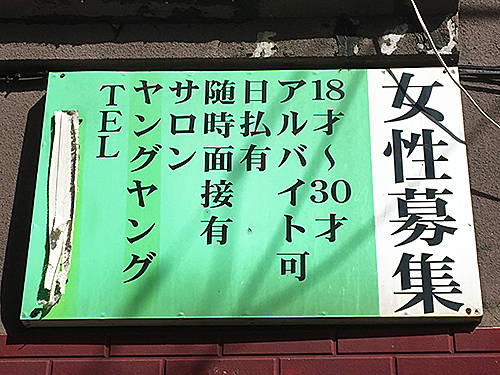 女性募集
18才～30才
アルバイト可
日払有
随時面接有
サロン
ヤングヤング
TEL